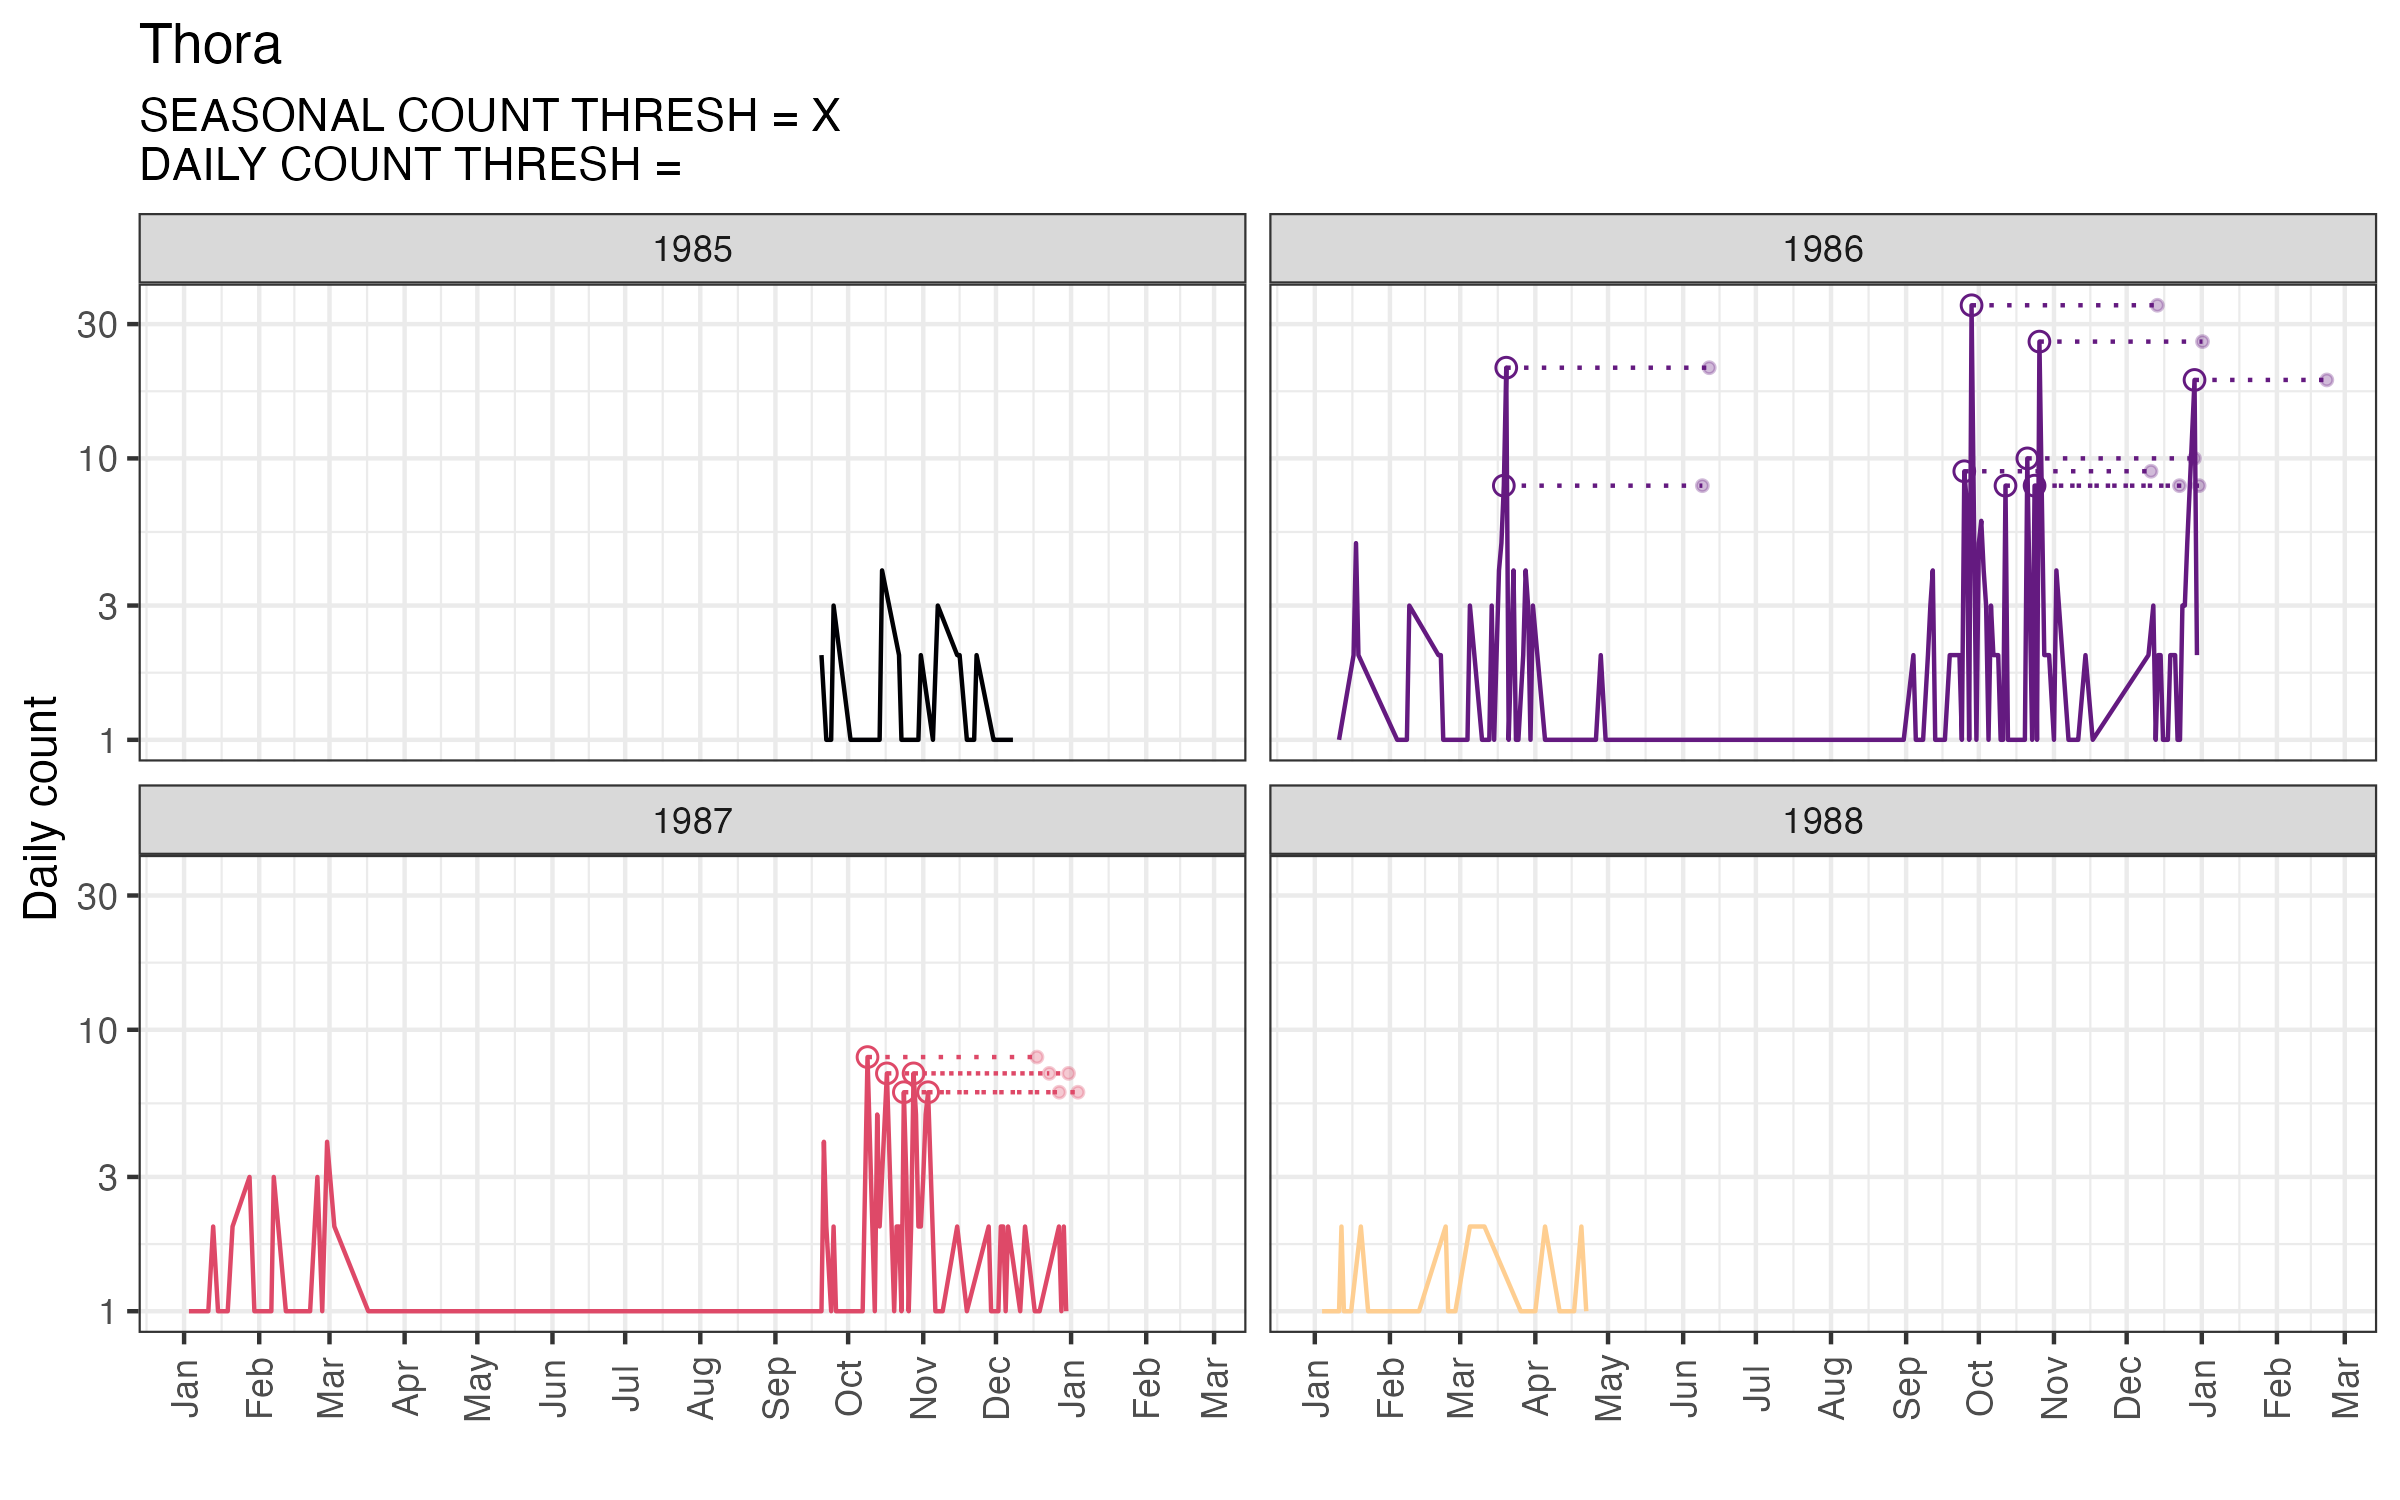 Thora
SEASONAL COUNT THRESH = X
DAILY COUNT THRESH =
1985
1986
30
10
3
1
1987
1988
30
10
3
1
Daily count
Jan Feb Mar Apr May Jun Jul Aug Sep Oct Nov Dec Jan Feb Mar
Jan Feb Mar Apr May Jun Jul Aug Sep Oct Nov Dec Jan Feb Mar